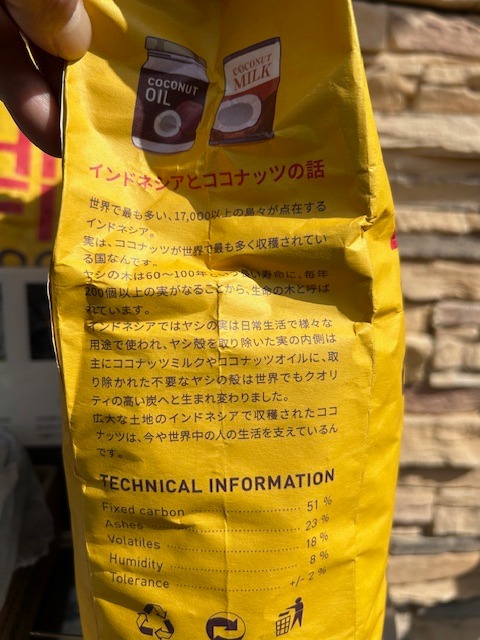 COCONUT
OIL
COCONUT
MILK
インドネシアとココナッツの話
世界で最も多い、17,000以上の島々が点在する
インドネシア。
実は、ココナッツが世界で最も多く収穫されてい
る国なんです。
ヤシの木は60〜100年という長い寿命に、毎年
200個以上の実がなることから、生命の木と呼ば
れています。
インドネシアではヤシの実は日常生活で様々な
用途で使われ、ヤシ殻を取り除いた実の内側は
主にココナッツミルクやココナッツオイルに、取
り除かれた不要なヤシの殻は世界でもクオリ
ティの高い炭へと生まれ変わりました。
広大な土地のインドネシアで収穫されたココ
ナッツは、今や世界中の人の生活を支えているん
です。
TECHNICAL INFORMATION
Fixed carbon 51 %
Ashes 23 %
Volatiles 18 %
Humidity 8 %
Tolerance +/- 2 %